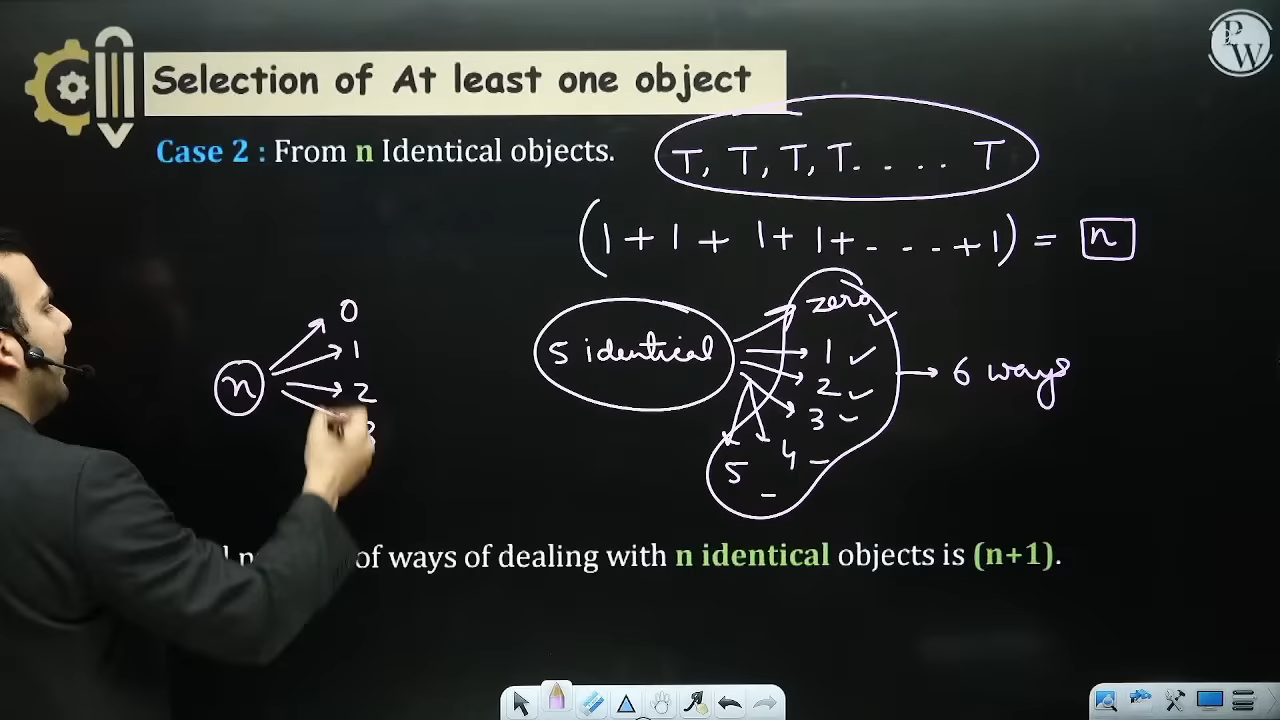 Selection of At least one object
PW
Case 2 : From n Identical objects.
T, T, T, T. . . . . T
(1 + 1 + 1 + 1 + . - - . + 1) = n
n
0
1
2
3
5 identical
zero
1
2
3
4
5
6 ways
of ways of dealing with n identical objects is (n+1).